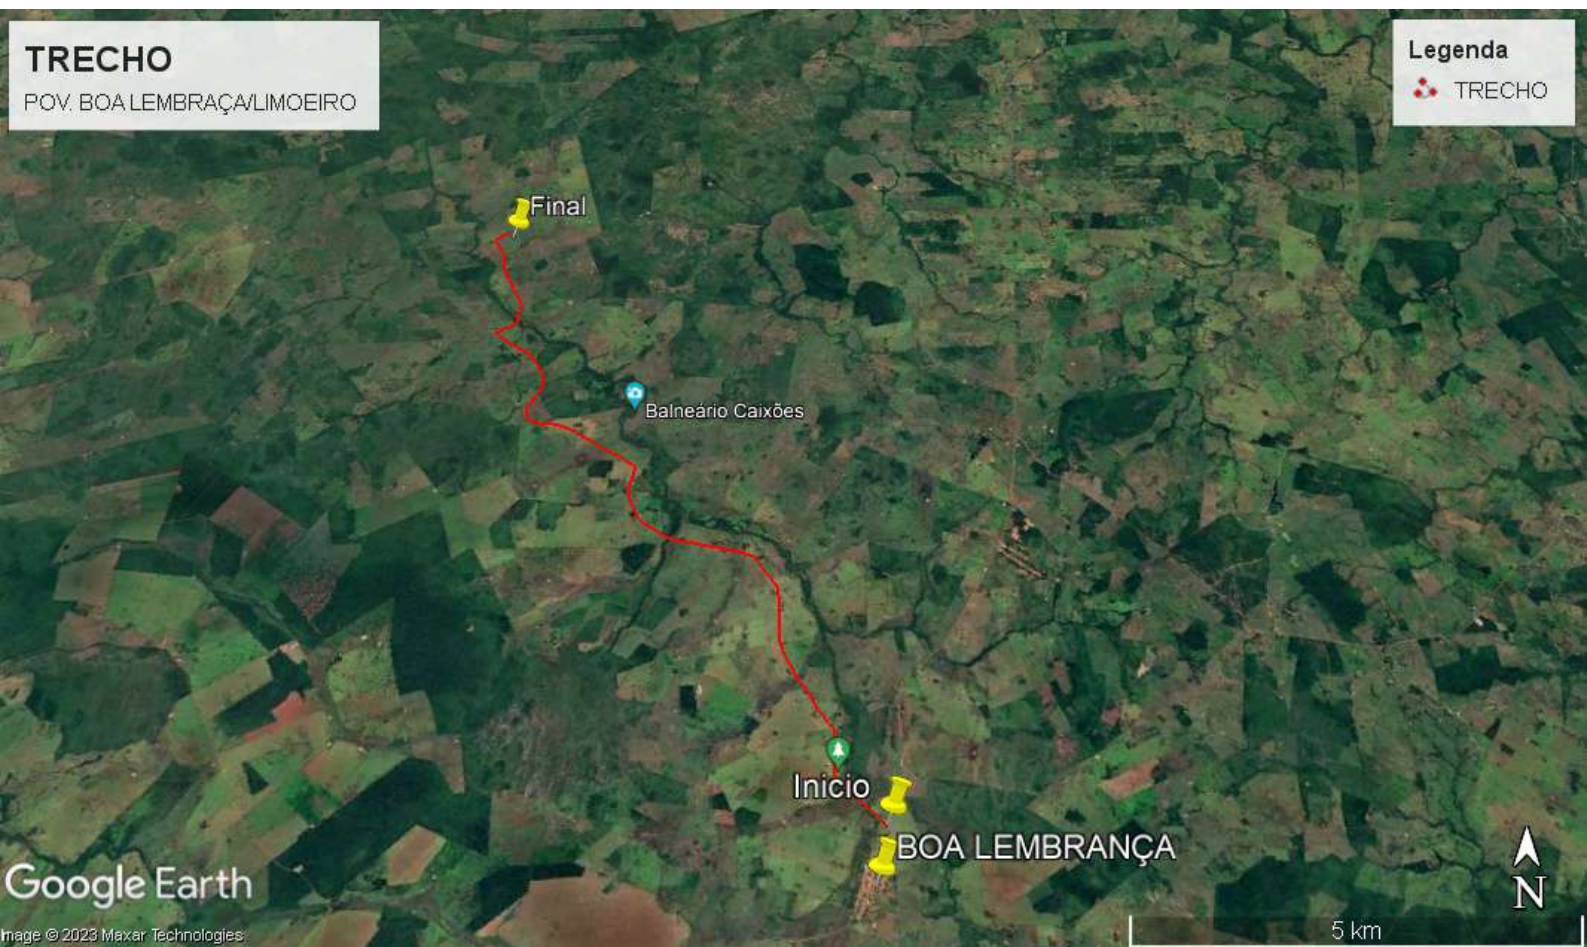 TRECHO
POV. BOA LEMBRAÇA/LIMOEIRO
Legenda
TRECHO
Final
Balneário Caixões
Inicio
BOA LEMBRANÇA
Google Earth
N
Image © 2023 Maxar Technologies
5 km